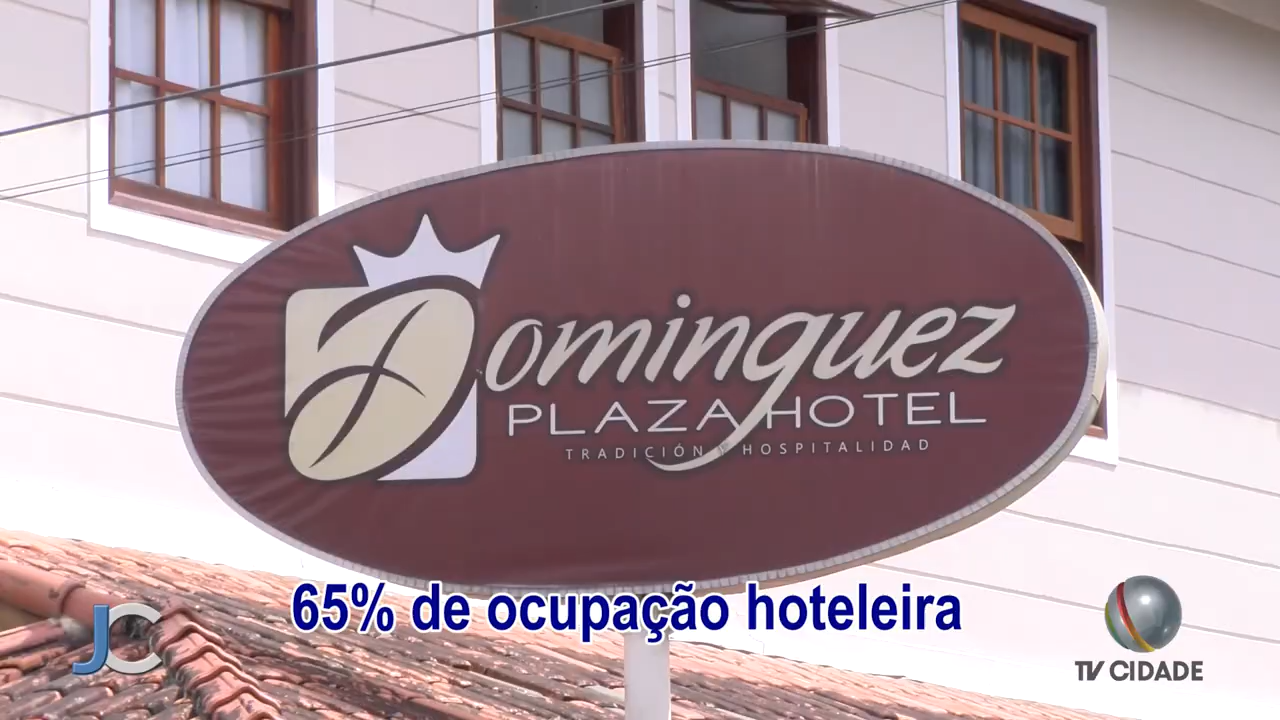 Dominguez
PLAZA HOTEL
TRADICIÓN Y HOSPITALIDAD
65% de ocupação hoteleira
JC
TV CIDADE